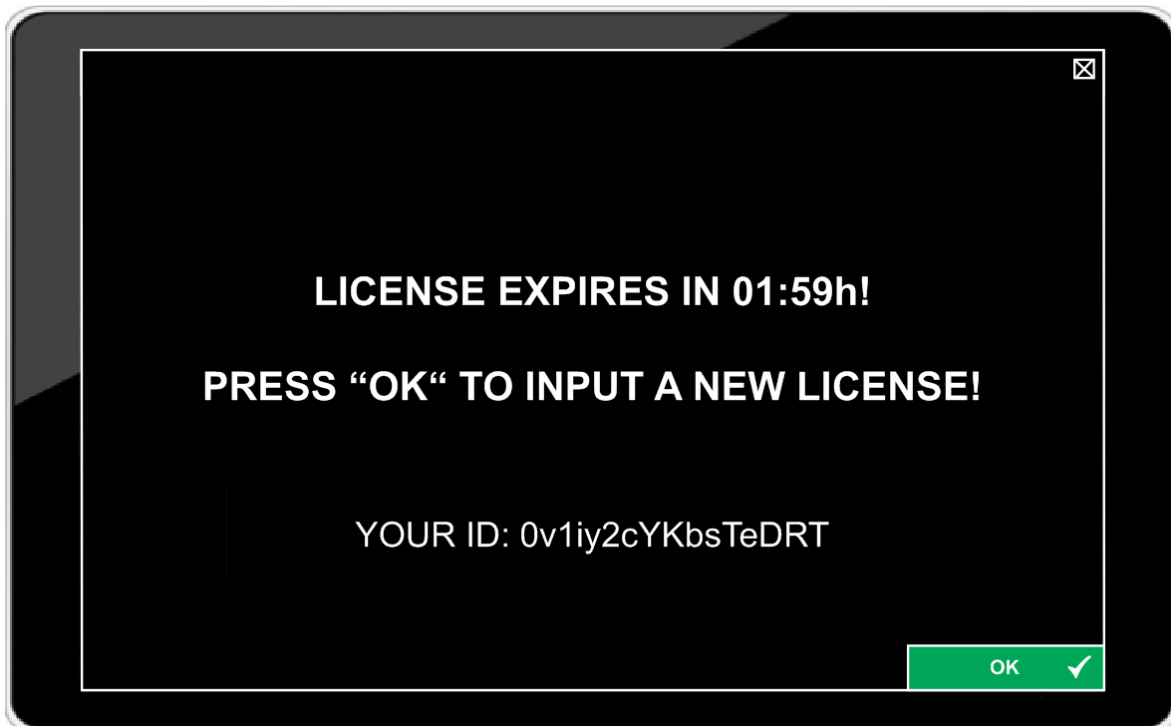 LICENSE EXPIRES IN 01:59h!
PRESS “OK“ TO INPUT A NEW LICENSE!
YOUR ID: 0v1iy2cYKbsTeDRT
OK